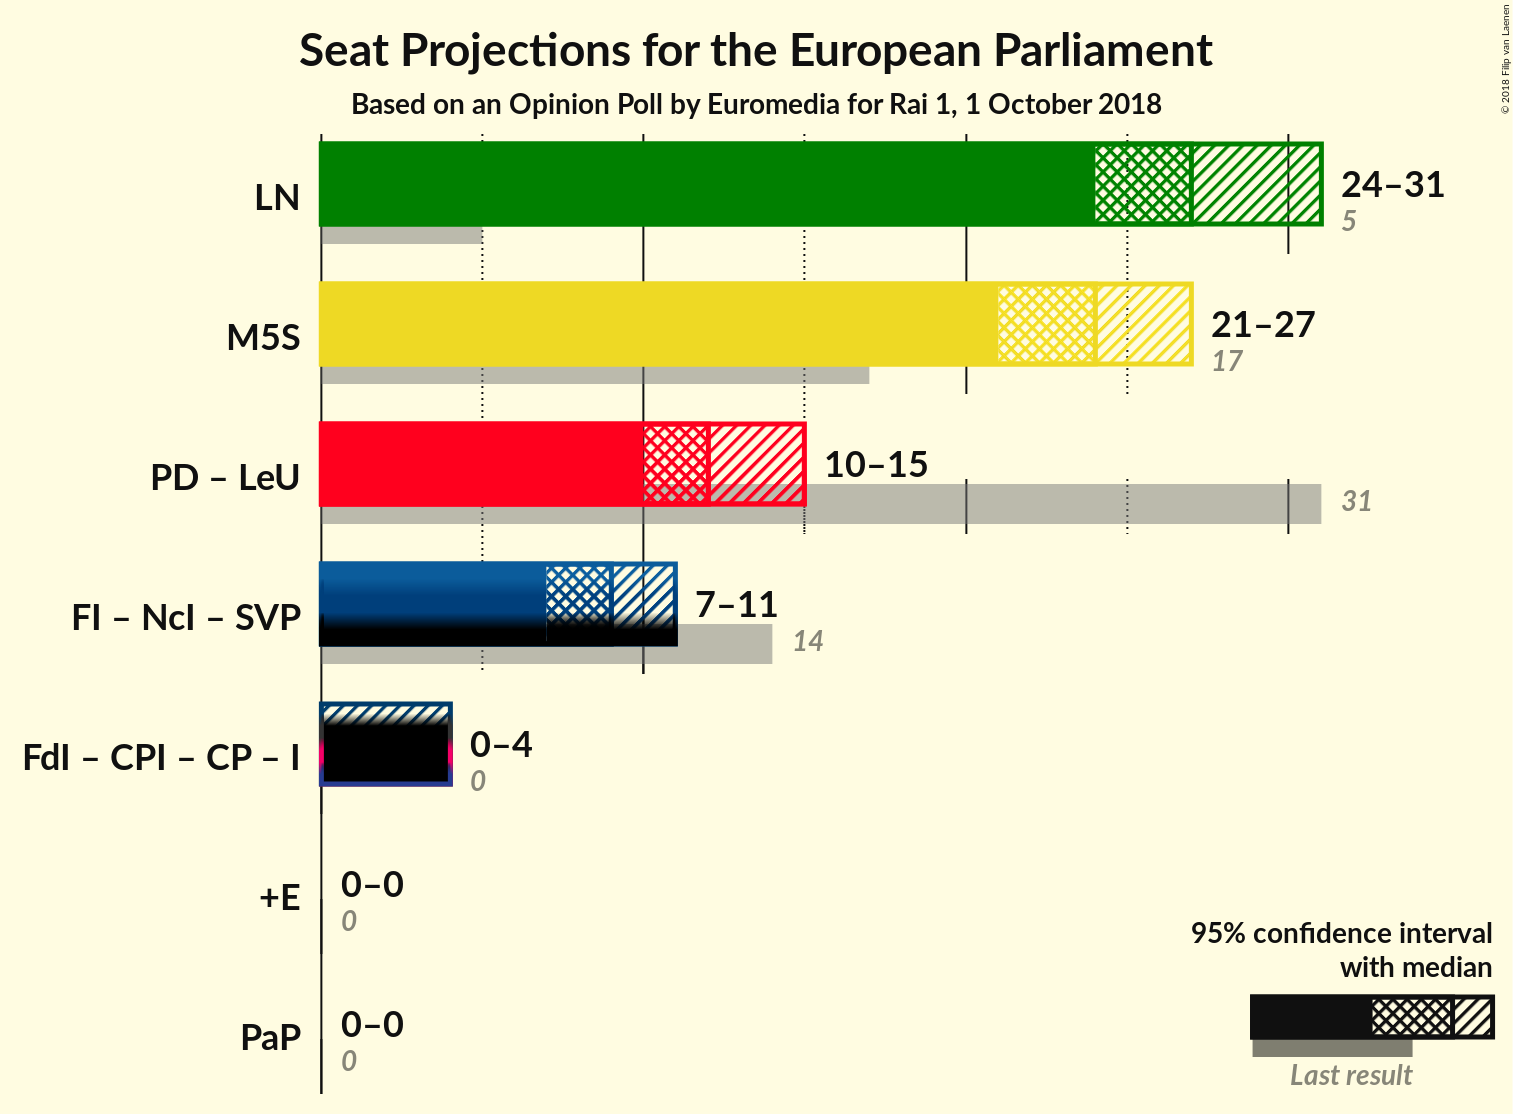 Seat Projections for the European Parliament
Based on an Opinion Poll by Euromedia for Rai 1, 1 October 2018
© 2018 Filip van Laenen
LN
24–31
5
M5S
21–27
17
PD – LeU
10–15
31
FI – NcI – SVP
7–11
14
FdI – CPI – CP – I
0–4
0
+E
0–0
0
PaP
0–0
0
95% confidence interval
with median
Last result